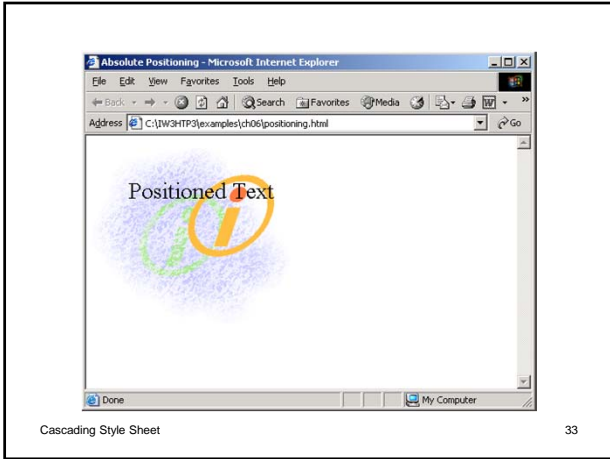 Absolute Positioning - Microsoft Internet Explorer
File Edit View Favorites Tools Help
Back Search Favorites Media W »
Address C:\IW3HTP3\examples\ch06\positioning.html Go
Positioned Text
i i
Done My Computer
Cascading Style Sheet 33